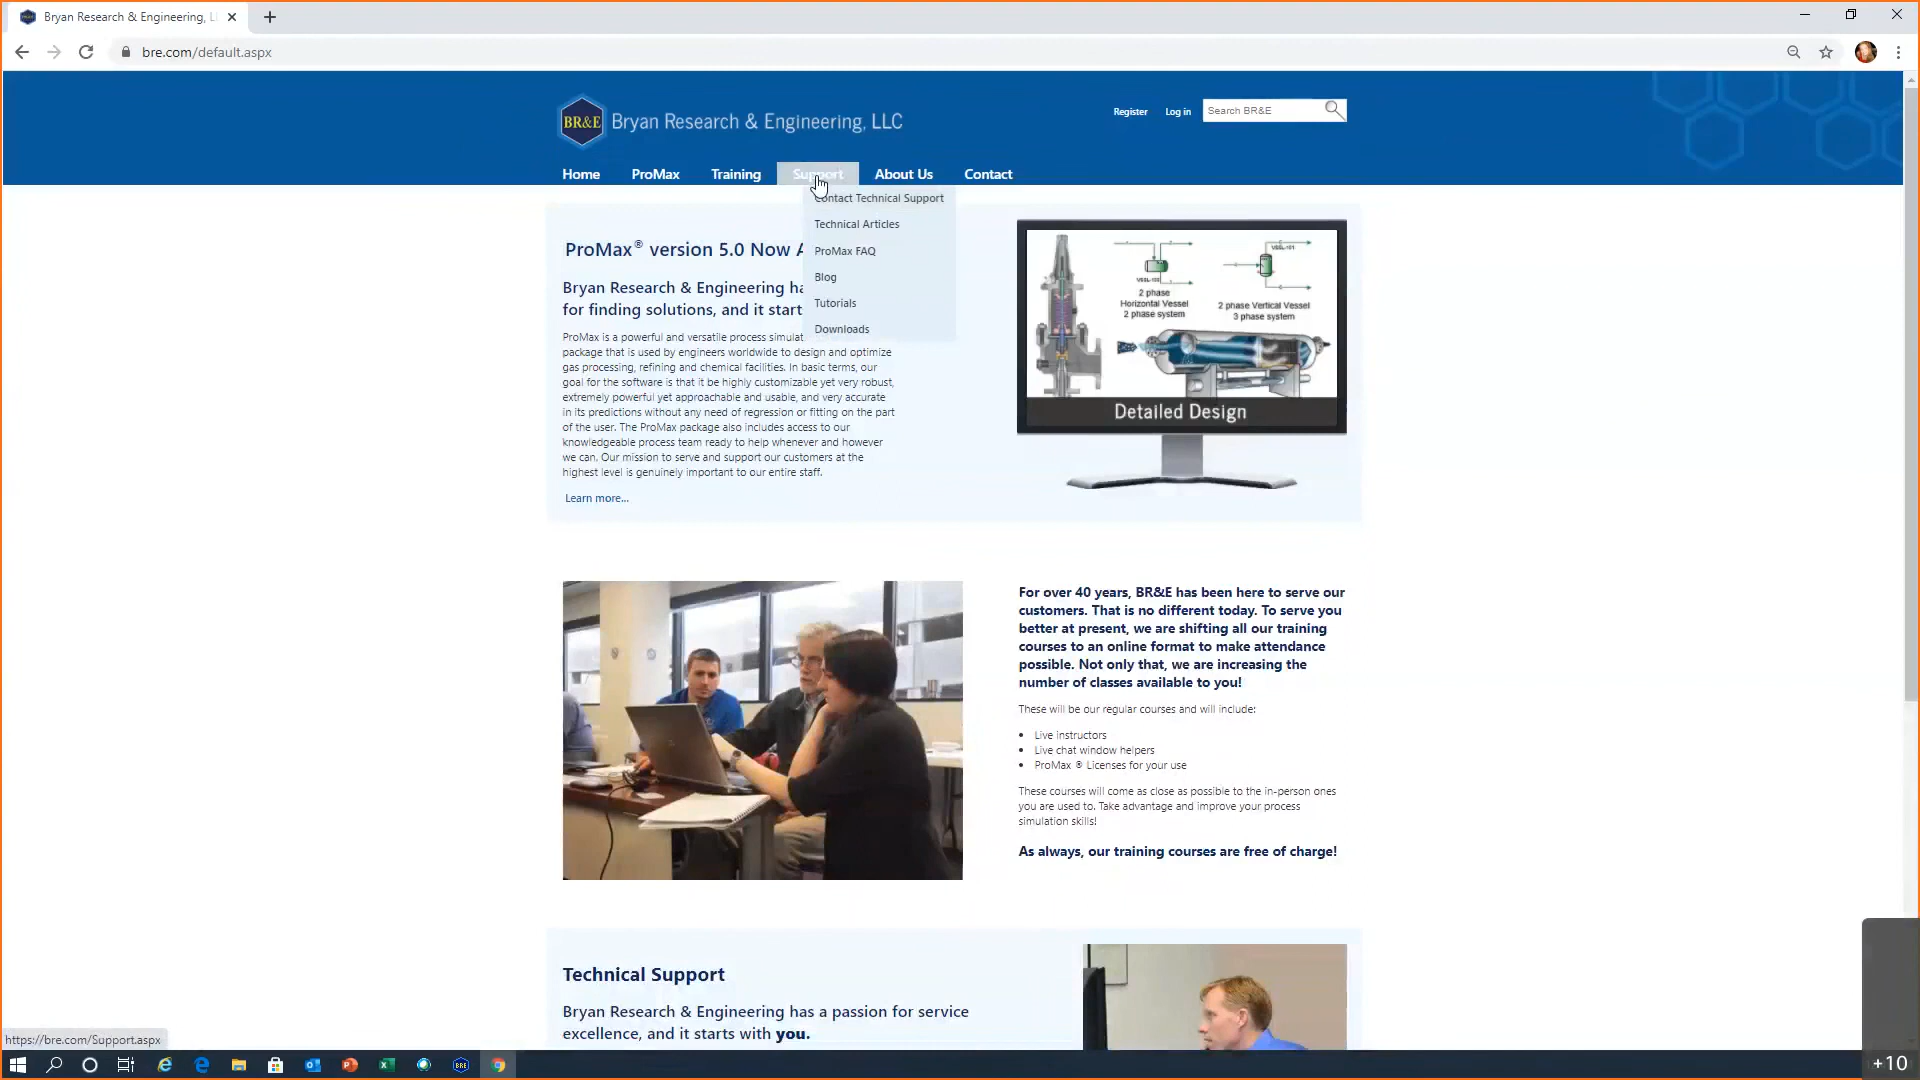 Bryan Research & Engineering, L
bre.com/default.aspx
BR&E Bryan Research & Engineering, LLC
Register Log in Search BR&E
Home ProMax Training Support About Us Contact
Contact Technical Support
Technical Articles
ProMax FAQ
Blog
Tutorials
Downloads
ProMax® version 5.0 Now A
Bryan Research & Engineering ha
for finding solutions, and it start
ProMax is a powerful and versatile process simulat
package that is used by engineers worldwide to design and optimize
gas processing, refining and chemical facilities. In basic terms, our
goal for the software is that it be highly customizable yet very robust,
extremely powerful yet approachable and usable, and very accurate
in its predictions without any need of regression or fitting on the part
of the user. The ProMax package also includes access to our
knowledgeable process team ready to help whenever and however
we can. Our mission to serve and support our customers at the
highest level is genuinely important to our entire staff.
Learn more...
VSSL-101
VSSL-100
2 phase
Horizontal Vessel
2 phase system
2 phase Vertical Vessel
3 phase system
Detailed Design
For over 40 years, BR&E has been here to serve our
customers. That is no different today. To serve you
better at present, we are shifting all our training
courses to an online format to make attendance
possible. Not only that, we are increasing the
number of classes available to you!
These will be our regular courses and will include:
• Live instructors
• Live chat window helpers
• ProMax ® Licenses for your use
These courses will come as close as possible to the in-person ones
you are used to. Take advantage and improve your process
simulation skills!
As always, our training courses are free of charge!
Technical Support
Bryan Research & Engineering has a passion for service
excellence, and it starts with you.
https://bre.com/Support.aspx
BRE
+10